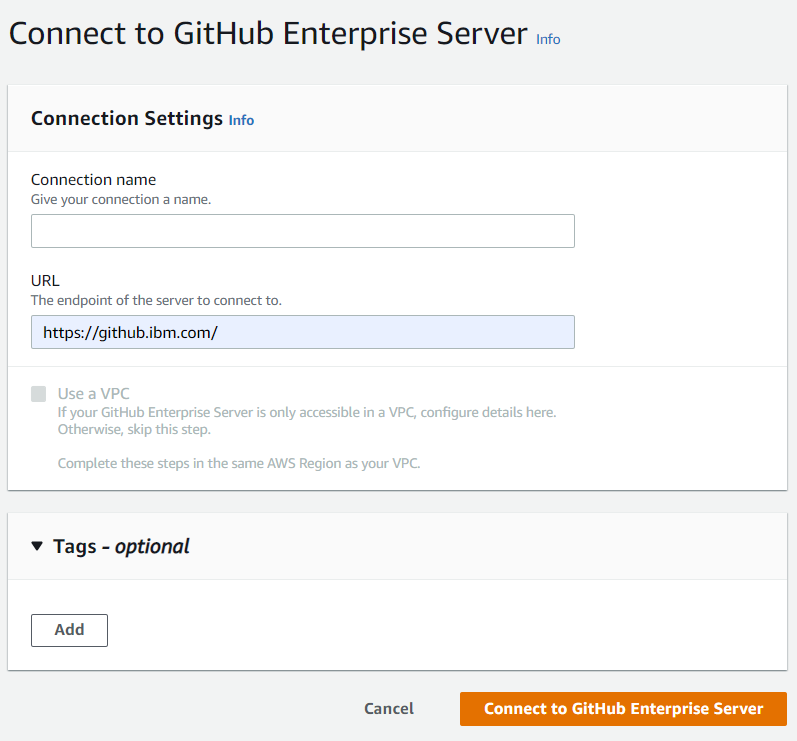 Connect to GitHub Enterprise Server Info
Connection Settings Info
Connection name
Give your connection a name.
URL
The endpoint of the server to connect to.
https://github.ibm.com/
Use a VPC
If your GitHub Enterprise Server is only accessible in a VPC, configure details here.
Otherwise, skip this step.
Complete these steps in the same AWS Region as your VPC.
Tags - optional
Add
Cancel
Connect to GitHub Enterprise Server